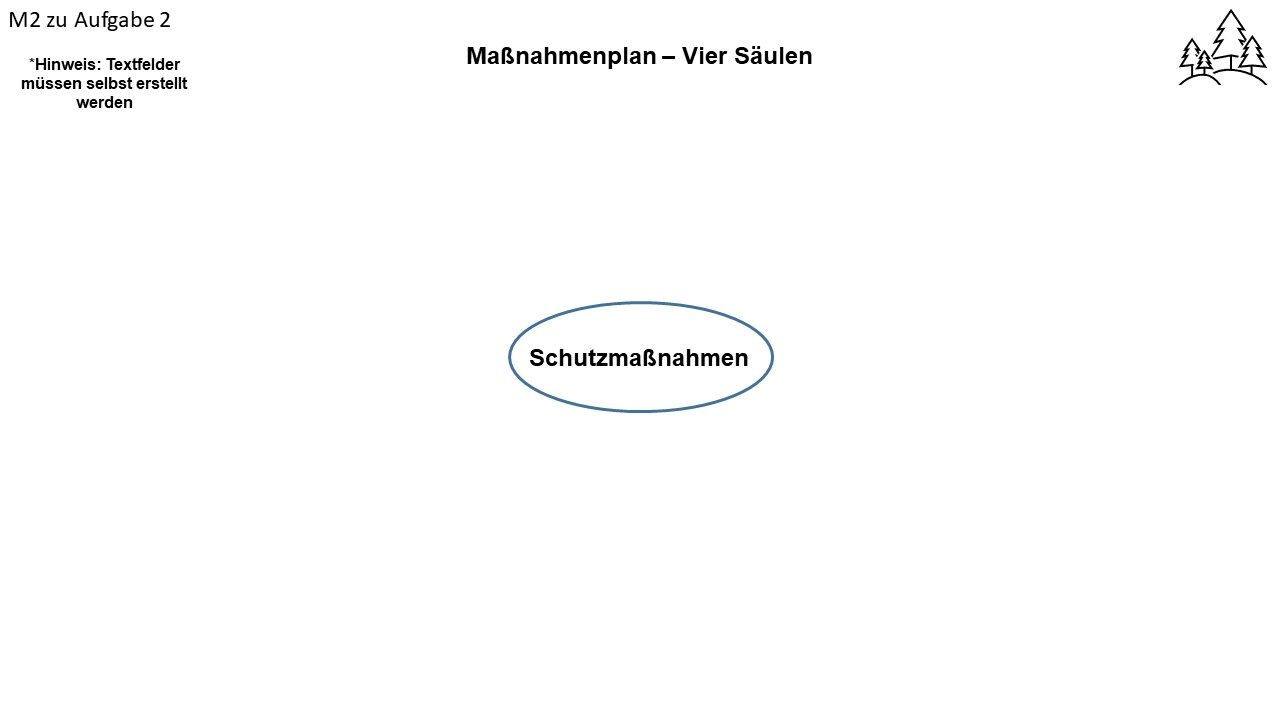 M2 zu Aufgabe 2
*Hinweis: Textfelder
müssen selbst erstellt
werden
Maßnahmenplan – Vier Säulen
Schutzmaßnahmen